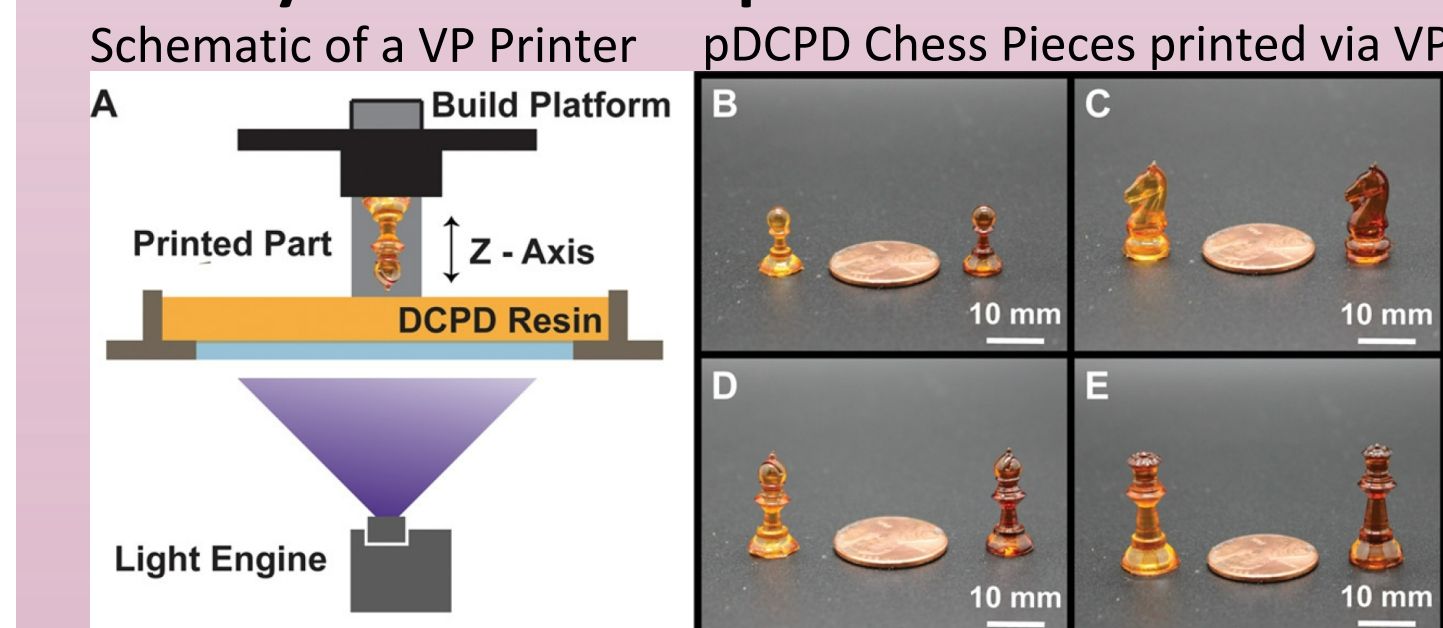 Schematic of a VP Printer
pDCPD Chess Pieces printed via VP
A
Build Platform
Printed Part
Z - Axis
DCPD Resin
Light Engine
B
10 mm
C
10 mm
D
10 mm
E
10 mm